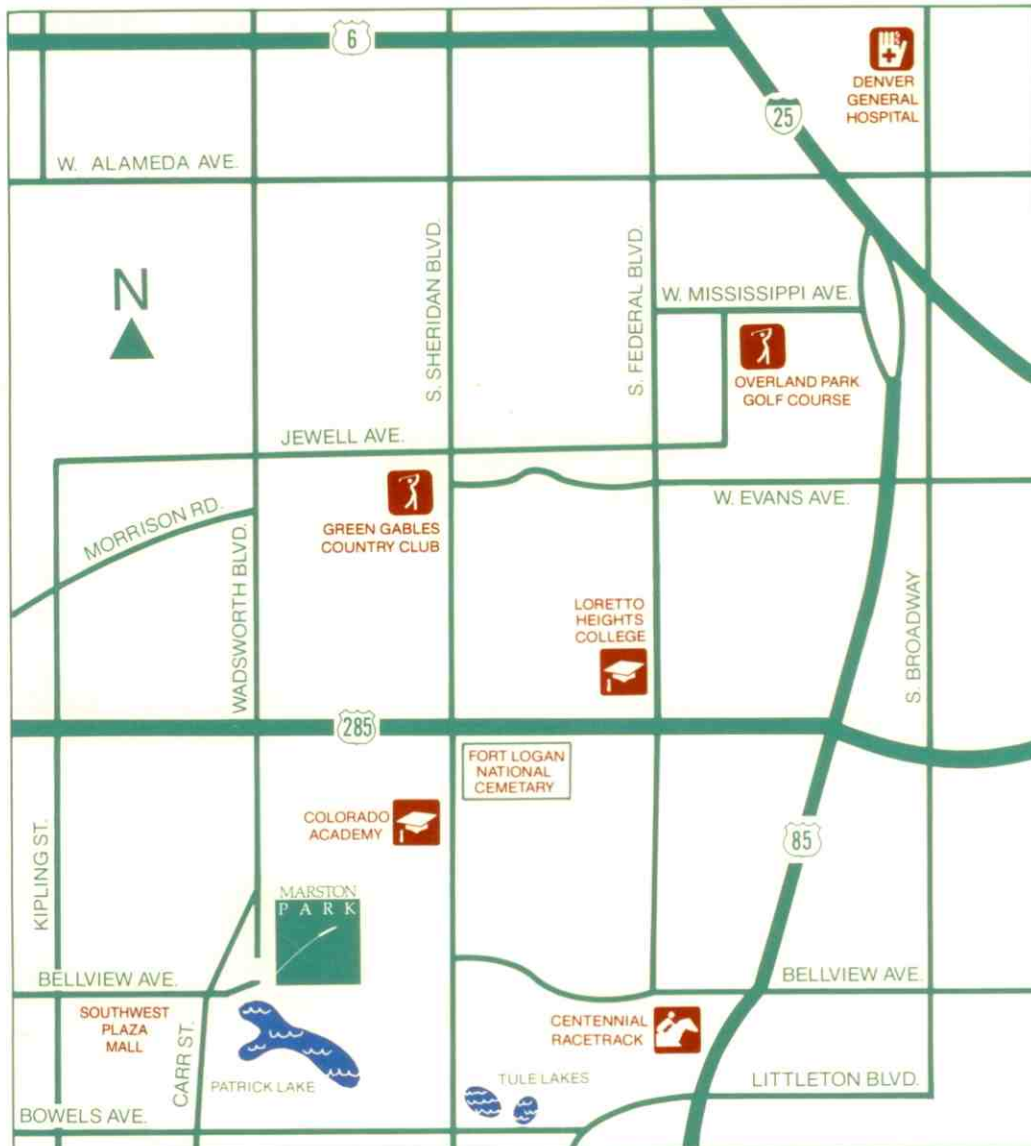 6
DENVER
GENERAL
HOSPITAL
25
W. ALAMEDA AVE.
N
S. SHERIDAN BLVD.
S. FEDERAL BLVD.
W. MISSISSIPPI AVE.
OVERLAND PARK
GOLF COURSE
JEWELL AVE.
GREEN GABLES
COUNTRY CLUB
W. EVANS AVE.
MORRISON RD.
WADSWORTH BLVD.
LORETTO
HEIGHTS
COLLEGE
S. BROADWAY
285
FORT LOGAN
NATIONAL
CEMETARY
COLORADO
ACADEMY
85
KIPLING ST.
MARSTON
PARK
BELLVIEW AVE.
BELLVIEW AVE.
SOUTHWEST
PLAZA
MALL
CARR ST.
PATRICK LAKE
CENTENNIAL
RACETRACK
TULE LAKES
LITTLETON BLVD.
BOWELS AVE.